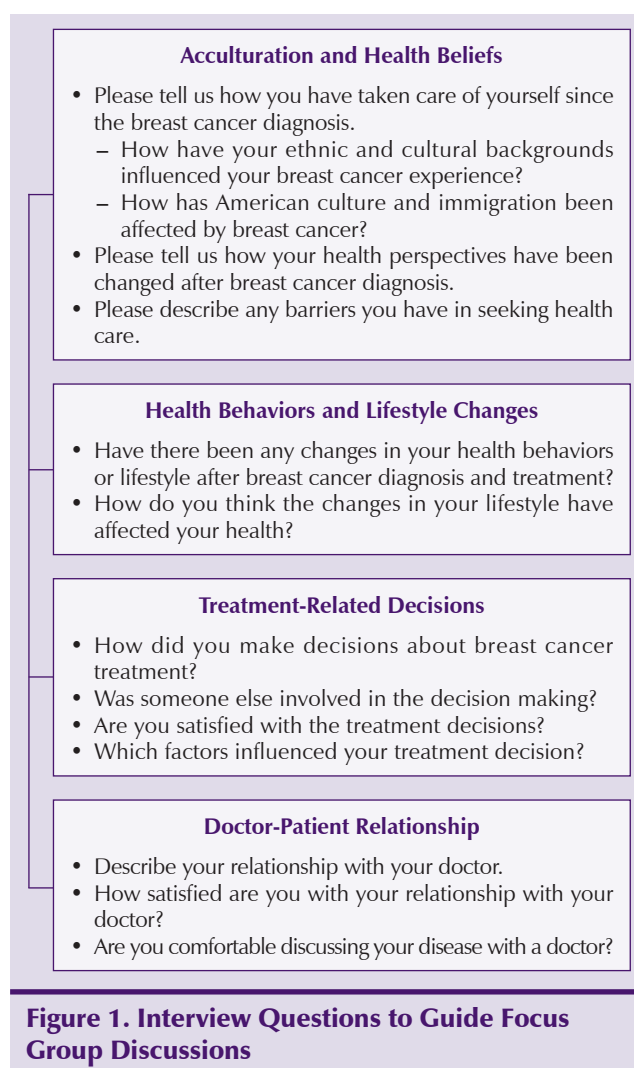 Acculturation and Health Beliefs
• Please tell us how you have taken care of yourself since
the breast cancer diagnosis.
– How have your ethnic and cultural backgrounds
influenced your breast cancer experience?
– How has American culture and immigration been
affected by breast cancer?
• Please tell us how your health perspectives have been
changed after breast cancer diagnosis.
• Please describe any barriers you have in seeking health
care.
Health Behaviors and Lifestyle Changes
• Have there been any changes in your health behaviors
or lifestyle after breast cancer diagnosis and treatment?
• How do you think the changes in your lifestyle have
affected your health?
Treatment-Related Decisions
• How did you make decisions about breast cancer
treatment?
• Was someone else involved in the decision making?
• Are you satisfied with the treatment decisions?
• Which factors influenced your treatment decision?
Doctor-Patient Relationship
• Describe your relationship with your doctor.
• How satisfied are you with your relationship with your
doctor?
• Are you comfortable discussing your disease with a doctor?
Figure 1. Interview Questions to Guide Focus
Group Discussions